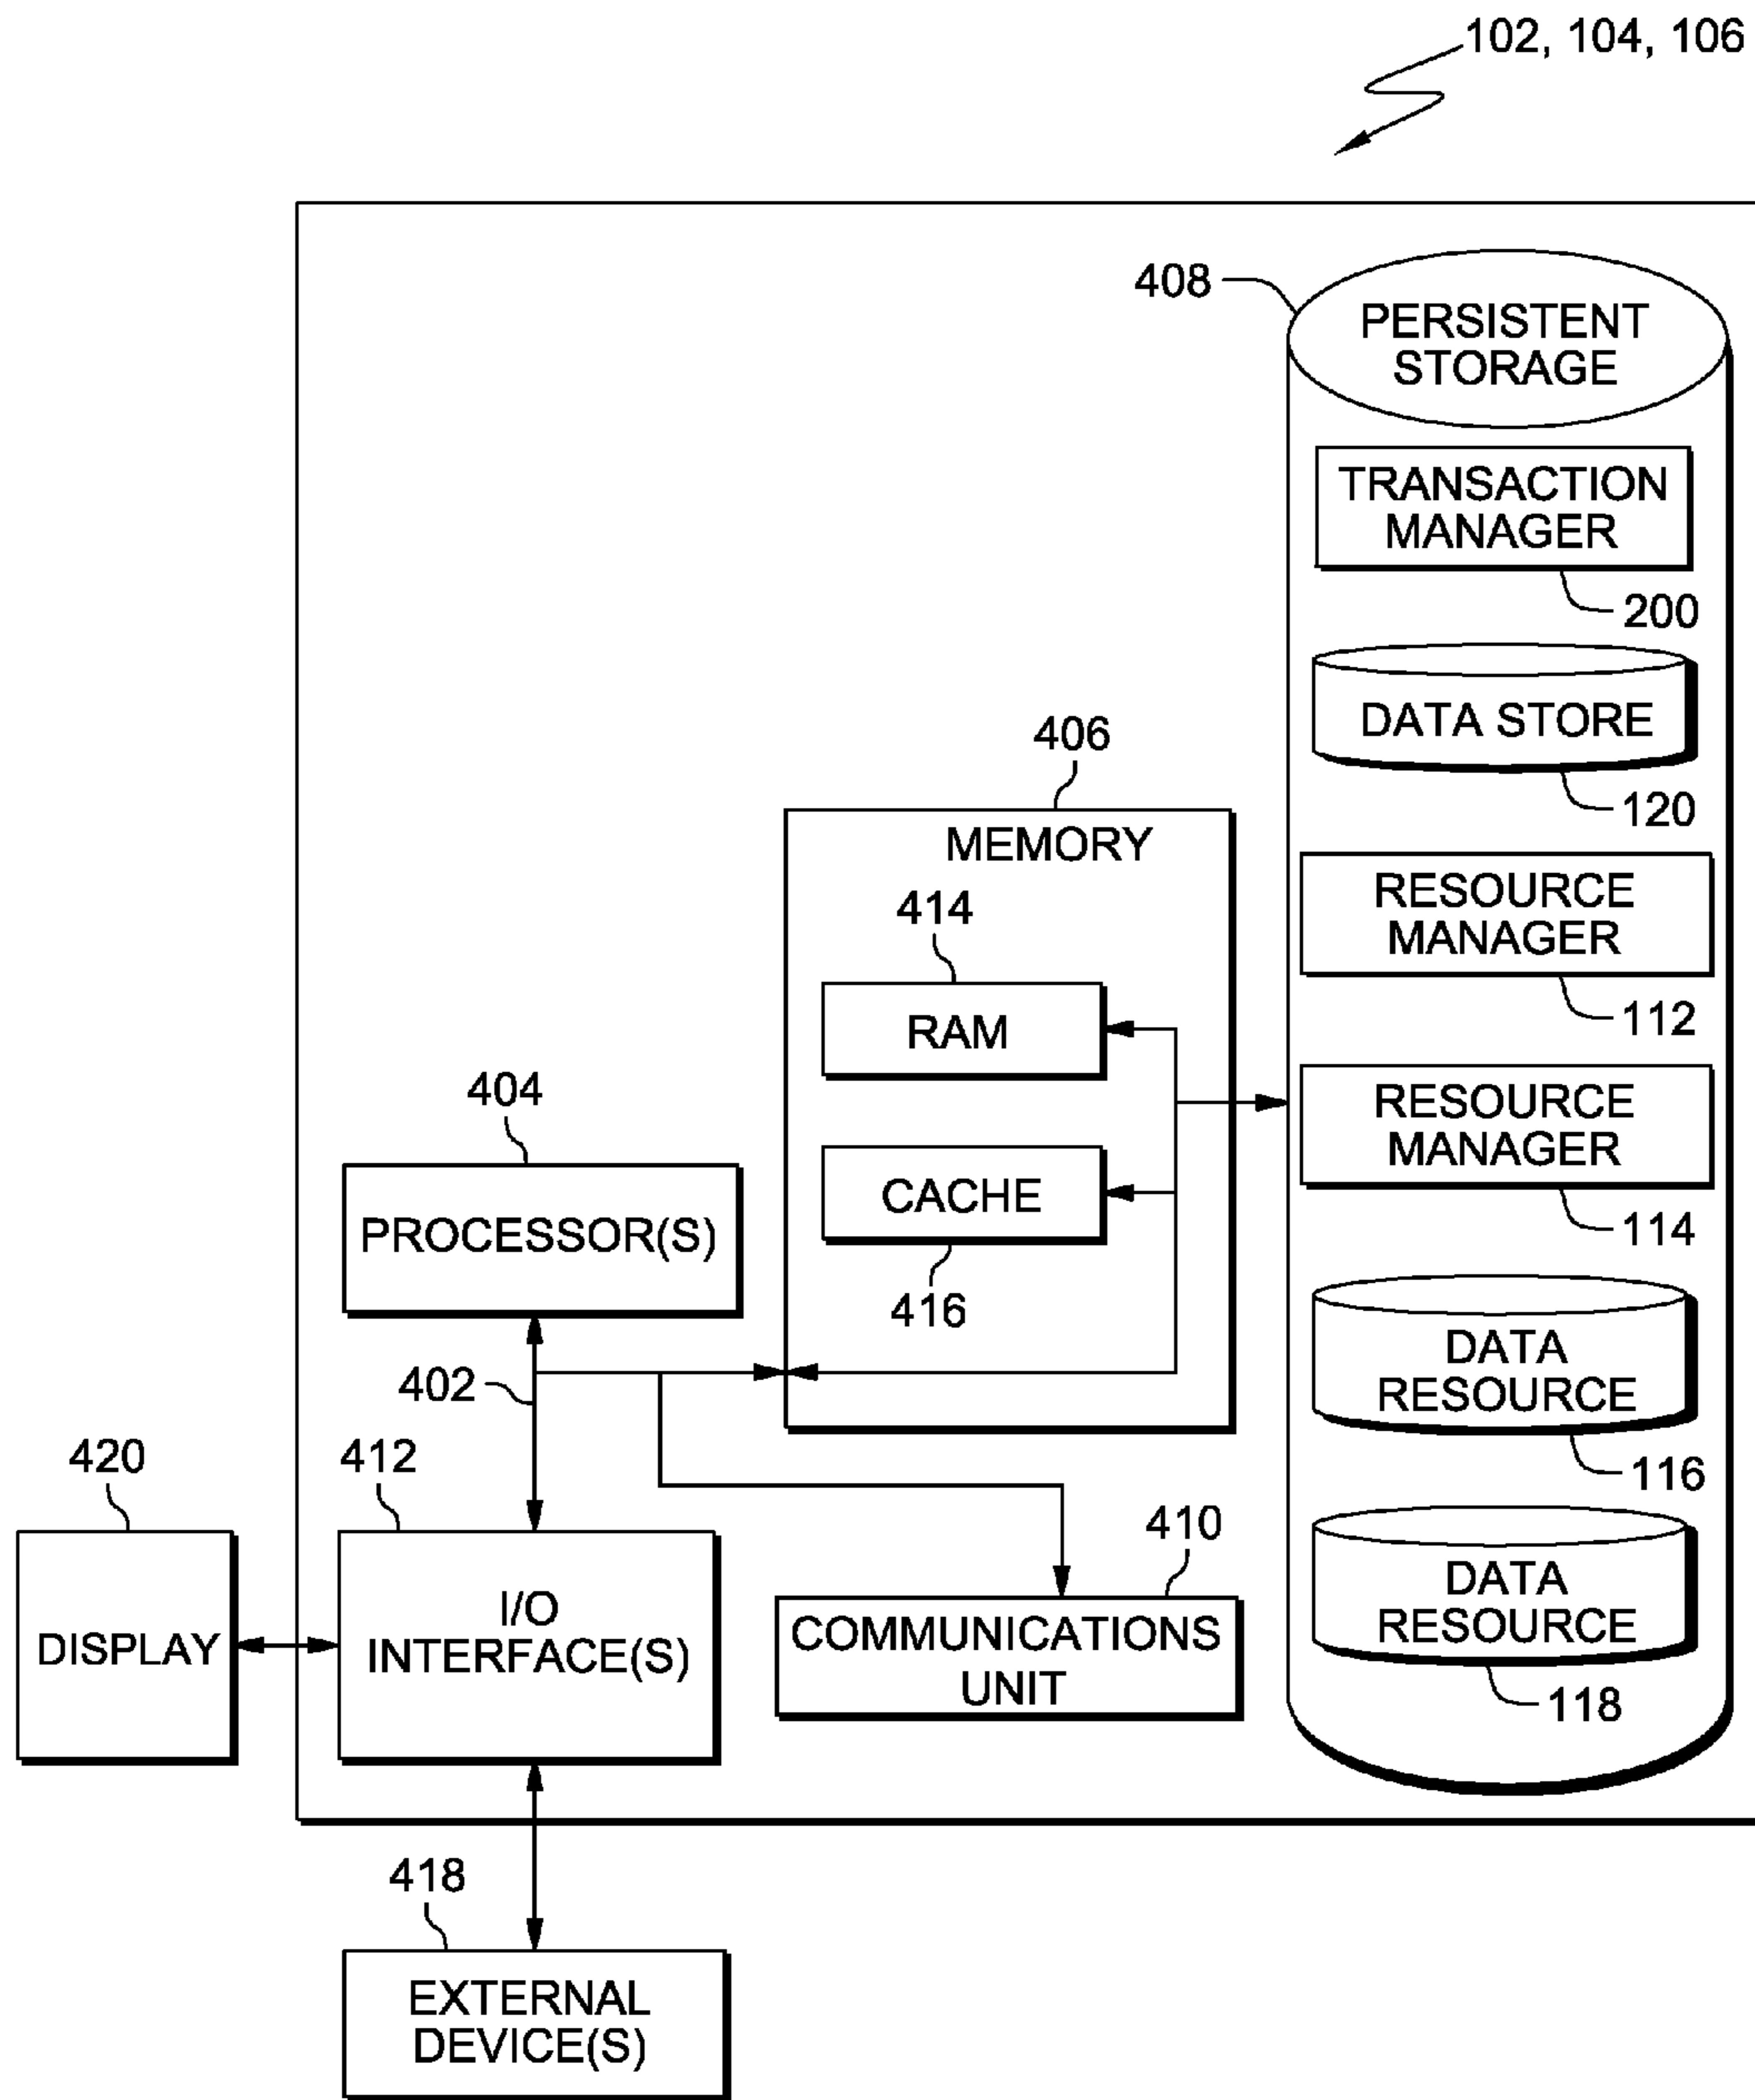 102, 104, 106
408
PERSISTENT
STORAGE
TRANSACTION
MANAGER
200
DATA STORE
120
406
MEMORY
RESOURCE
MANAGER
112
414
RAM
404
RESOURCE
MANAGER
114
CACHE
416
PROCESSOR(S)
402
DATA
RESOURCE
116
420
412
410
DISPLAY
I/O
INTERFACE(S)
COMMUNICATIONS
UNIT
DATA
RESOURCE
118
418
EXTERNAL
DEVICE(S)